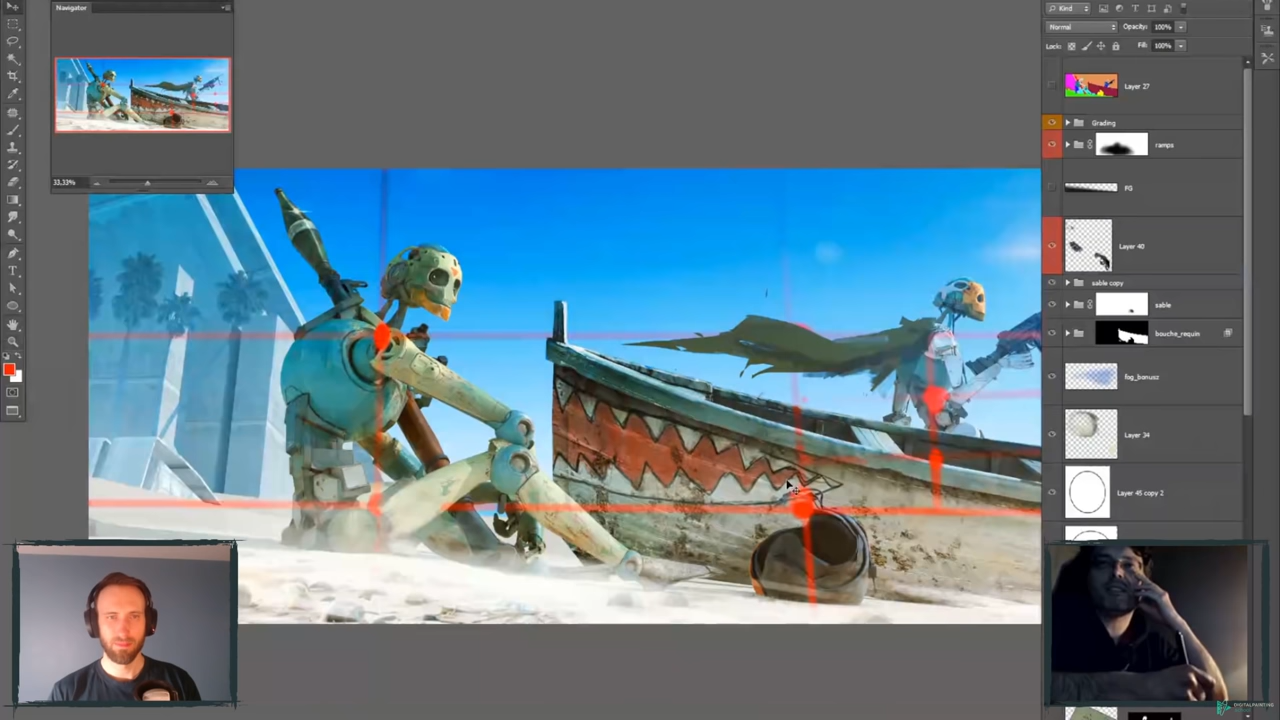 Navigator
33,33%
Kind
Normal
Opacity: 100%
Lock:
Fill: 100%
Layer 27
Grading
ramps
FG
Layer 40
sable copy
sable
bouche_requin
fog_bonusz
Layer 34
Layer 45 copy 2
DIGITALPAINTING